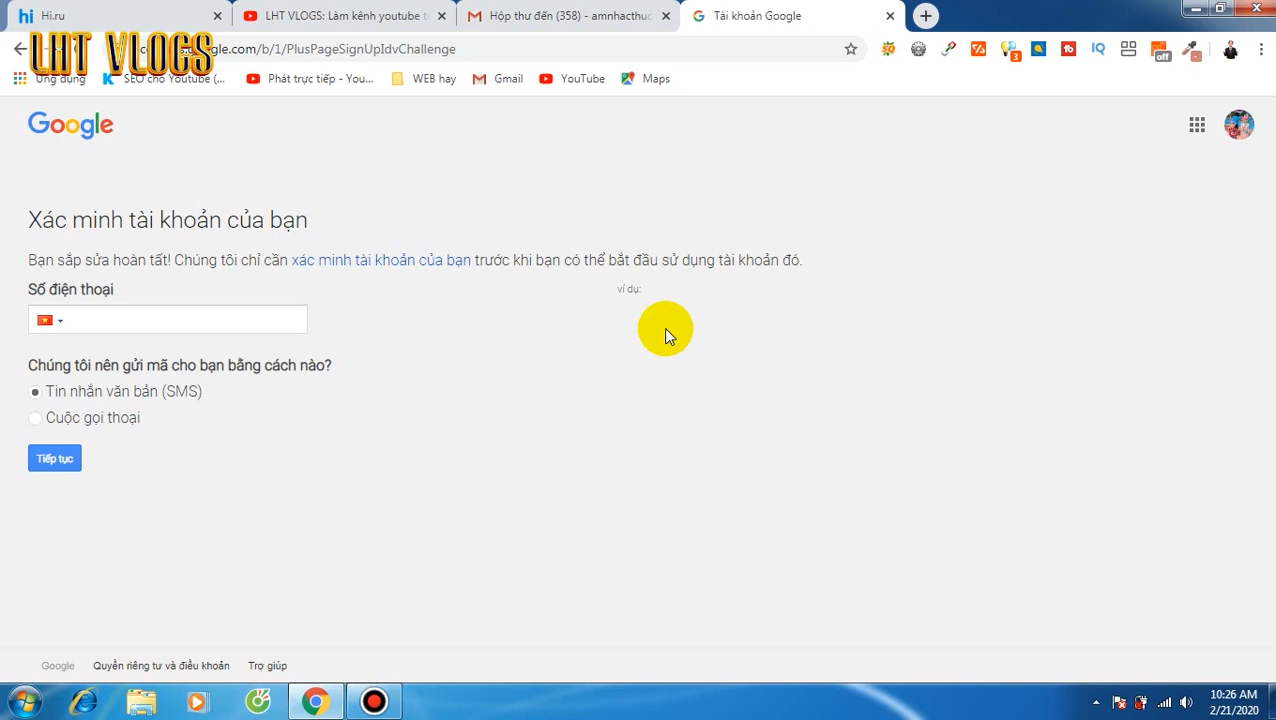 Hi.ru
LHT VLOGS: Làm kênh youtube t
Hộp thư đến (358) - amnhacthuc
Tài khoản Google
LHT VLOGS
gle.com/b/1/PlusPageSignUpIdvChallenge
3
off
Ứng dụng
SEO cho Youtube (...
Phát trực tiếp - You...
WEB hay
Gmail
YouTube
Maps
Google
Xác minh tài khoản của bạn
Bạn sắp sửa hoàn tất! Chúng tôi chỉ cần xác minh tài khoản của bạn trước khi bạn có thể bắt đầu sử dụng tài khoản đó.
Số điện thoại
ví dụ:
Chúng tôi nên gửi mã cho bạn bằng cách nào?
Tin nhắn văn bản (SMS)
Cuộc gọi thoại
Tiếp tục
Google
Quyền riêng tư và điều khoản
Trợ giúp
10:26 AM
2/21/2020